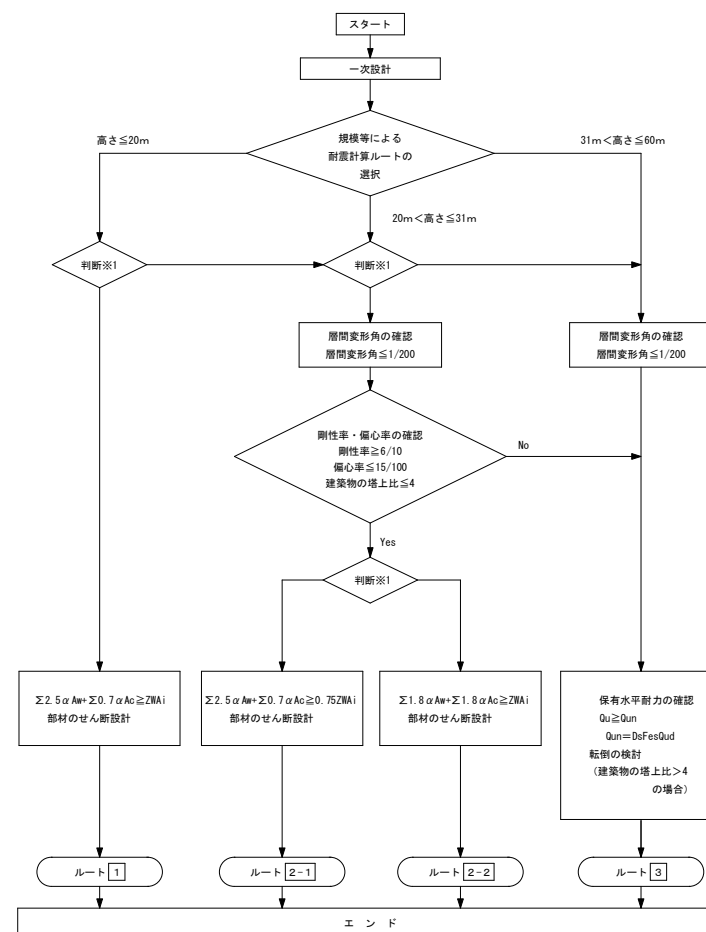 スタート
一次設計
規模等による
耐震計算ルートの
選択
高さ≦20m
31m<高さ≦60m
20m<高さ≦31m
判断※1
判断※1
層間変形角の確認
層間変形角≦1/200
層間変形角の確認
層間変形角≦1/200
剛性率・偏心率の確認
剛性率≧6/10
偏心率≦15/100
建築物の塔上比≦4
No
Yes
判断※1
Σ2.5αAw+Σ0.7αAc≧ZWAi
部材のせん断設計
Σ2.5αAw+Σ0.7αAc≧0.75ZWAi
部材のせん断設計
Σ1.8αAw+Σ1.8αAc≧ZWAi
部材のせん断設計
保有水平耐力の確認
Qu≧Qun
Qun=DsFesQud
転倒の検討
(建築物の塔上比>4
の場合)
ルート 1
ルート 2-1
ルート 2-2
ルート 3
エ ン ド